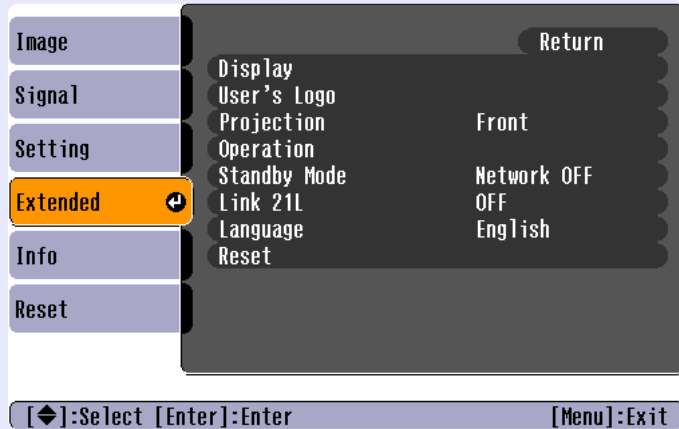 Image
Signal
Setting
Extended
Info
Reset
Return
Display
User's Logo
Projection Front
Operation
Standby Mode Network OFF
Link 21L OFF
Language English
Reset
[◆]:Select [Enter]:Enter [Menu]:Exit